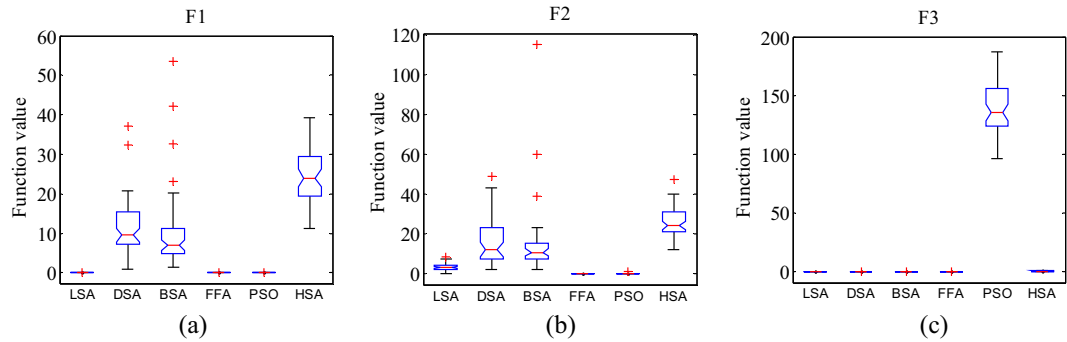 F1
Function value
60
50
40
30
20
10
0
LSA DSA BSA FFA PSO HSA
(a)
F2
Function value
120
100
80
60
40
20
0
LSA DSA BSA FFA PSO HSA
(b)
F3
Function value
200
150
100
50
0
LSA DSA BSA FFA PSO HSA
(c)